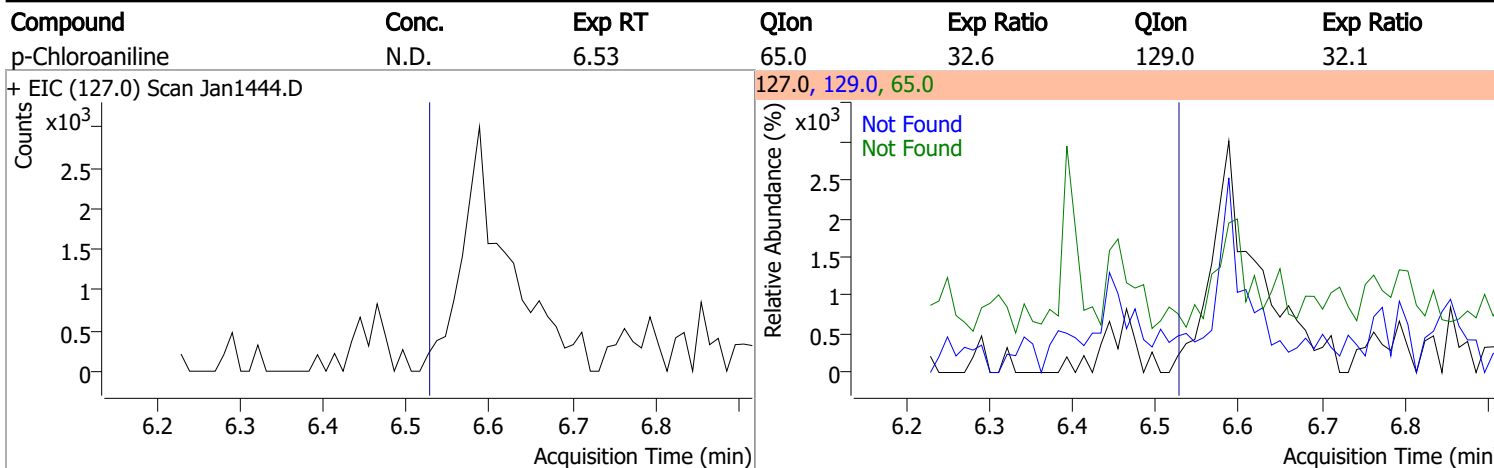 Compound Conc. Exp RT QIon Exp Ratio QIon Exp Ratio
p-Chloroaniline N.D. 6.53 65.0 32.6 129.0 32.1
+ EIC (127.0) Scan Jan1444.D
Counts
x10³
2.5
2
1.5
1
0.5
0
6.2 6.3 6.4 6.5 6.6 6.7 6.8
Acquisition Time (min)
127.0, 129.0, 65.0
Relative Abundance (%)
x10³
Not Found
Not Found
2.5
2
1.5
1
0.5
0
6.2 6.3 6.4 6.5 6.6 6.7 6.8
Acquisition Time (min